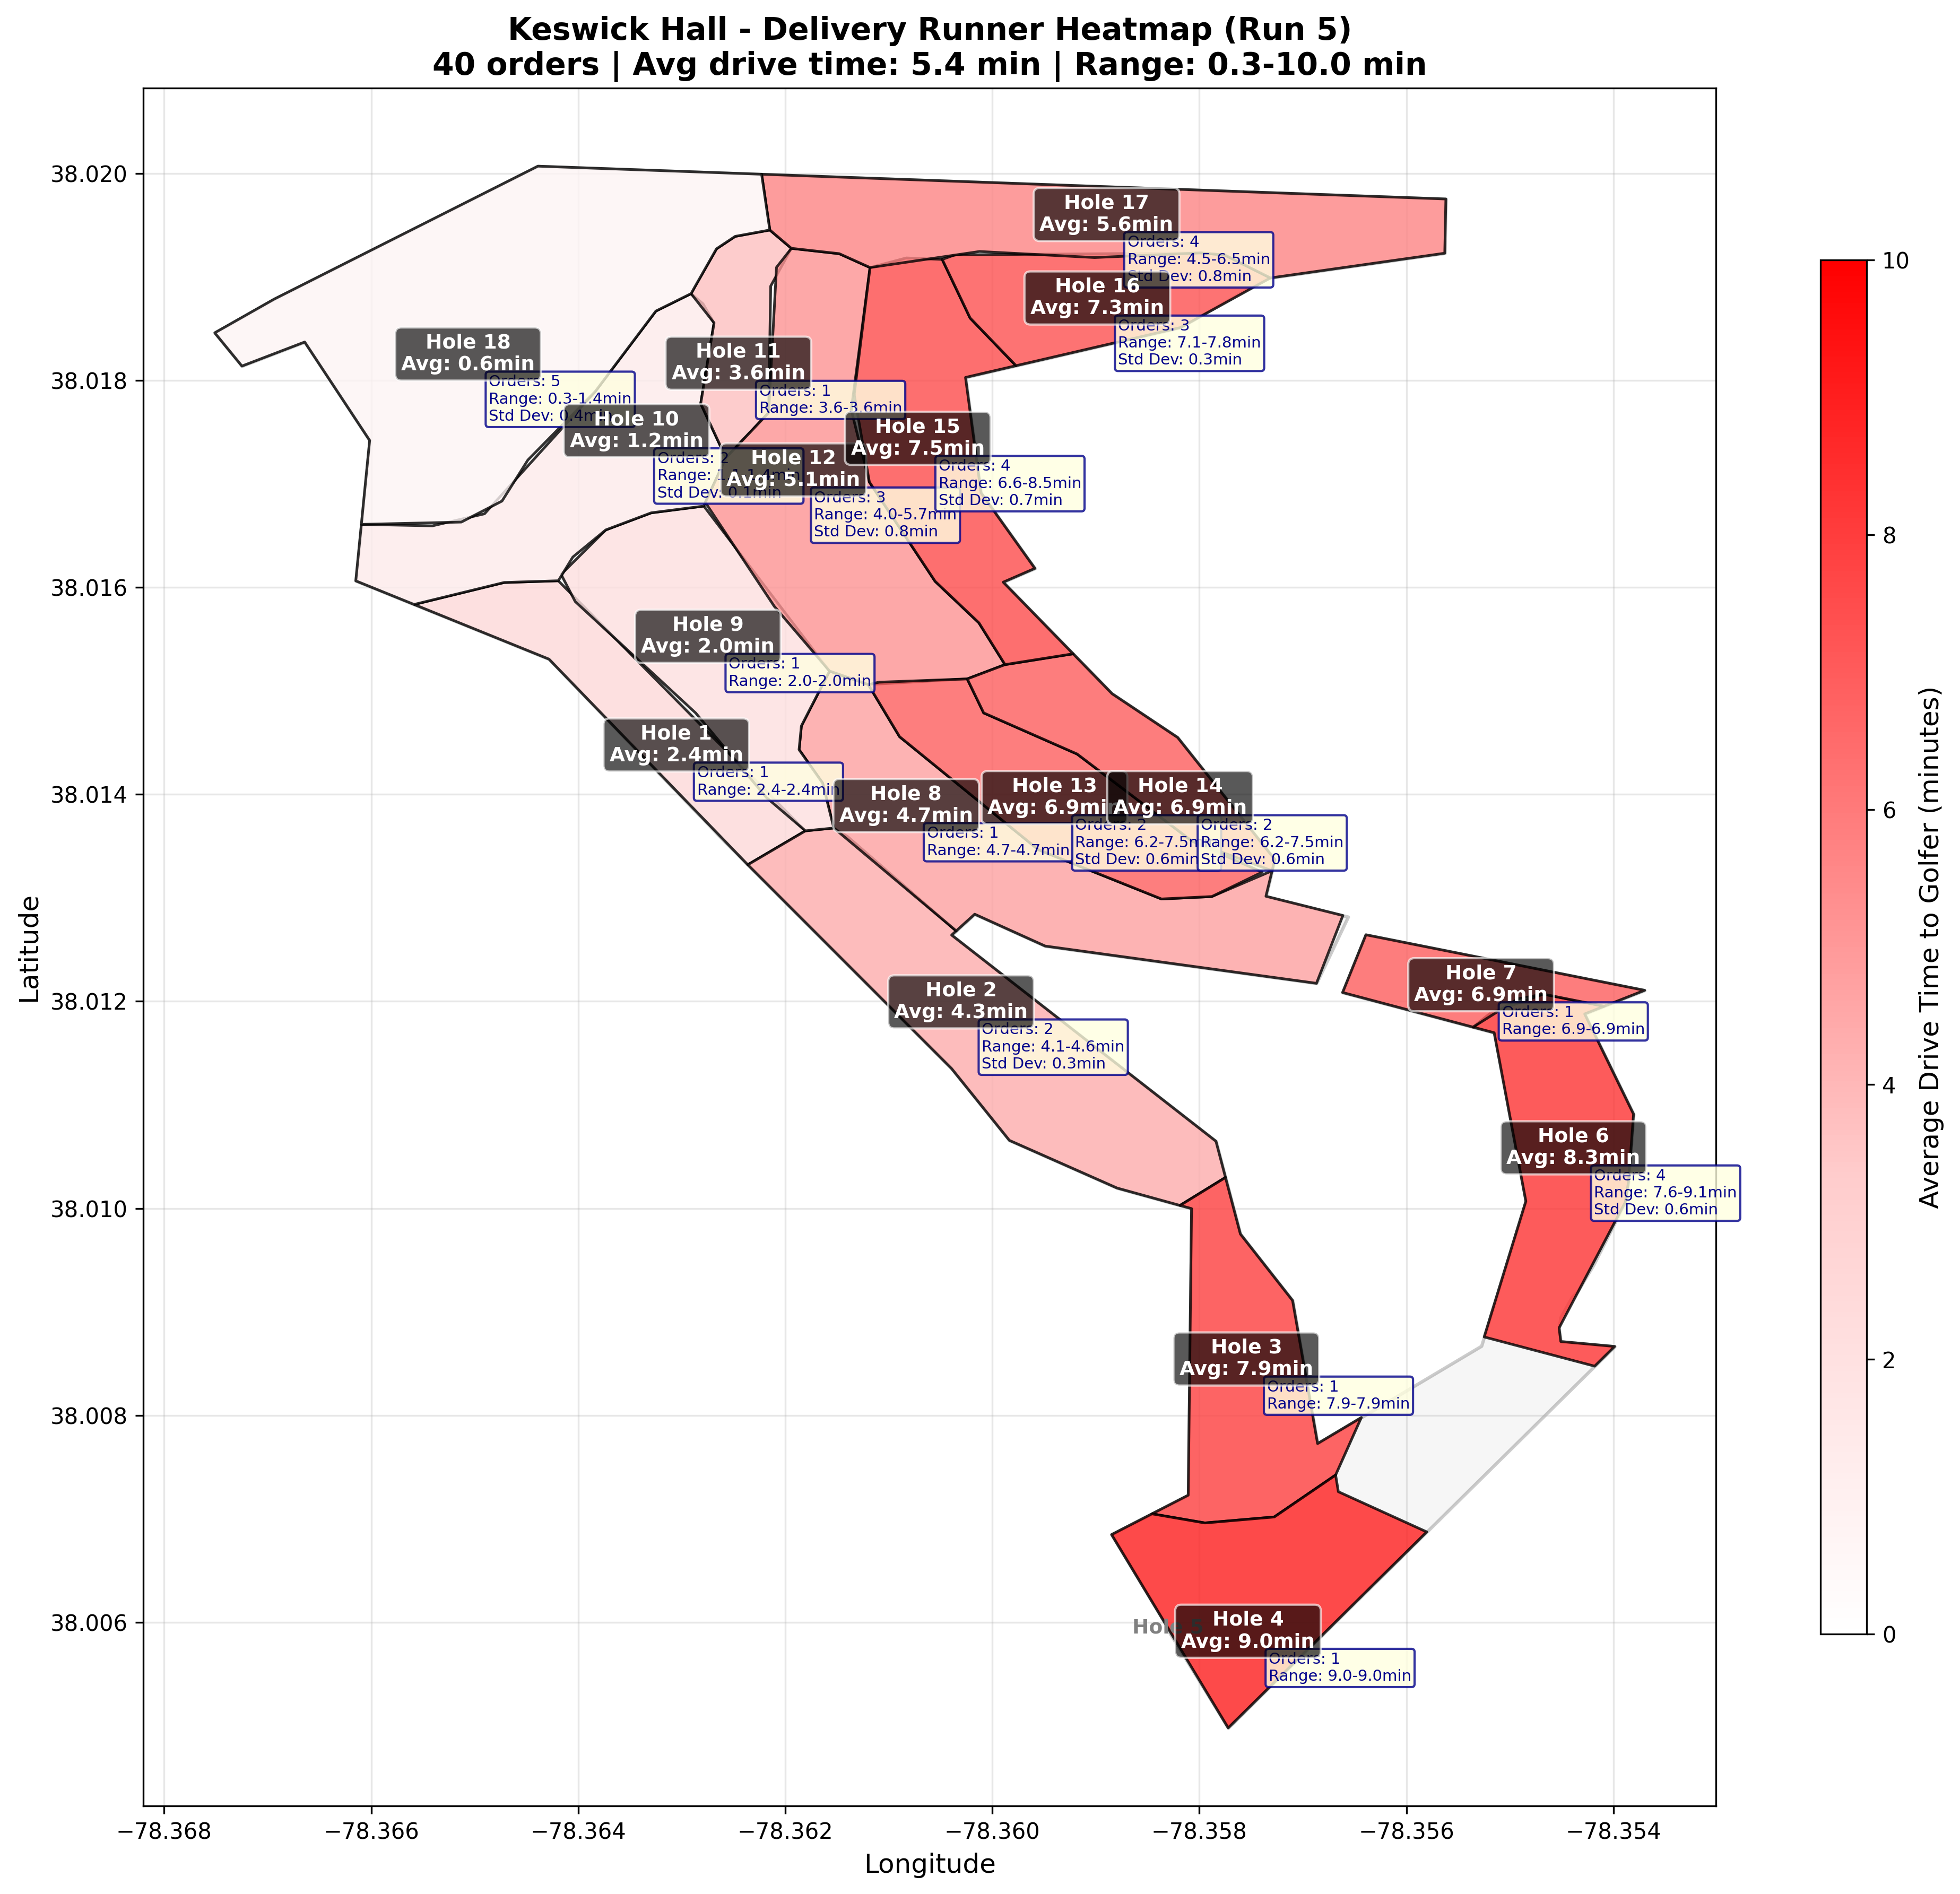 Keswick Hall - Delivery Runner Heatmap (Run 5)
40 orders | Avg drive time: 5.4 min | Range: 0.3-10.0 min
Latitude
38.020
38.018
38.016
38.014
38.012
38.010
38.008
38.006
Hole 17
Avg: 5.6min
Orders: 4
Range: 4.5-6.5min
Std Dev: 0.8min
Hole 16
Avg: 7.3min
Orders: 3
Range: 7.1-7.8min
Std Dev: 0.3min
Hole 18
Avg: 0.6min
Orders: 5
Range: 0.3-1.4min
Std Dev: 0.4min
Hole 11
Avg: 3.6min
Orders: 1
Range: 3.6-3.6min
Hole 10
Avg: 1.2min
Orders: 2
Range:
Std Dev: 0.1min
Hole 15
Avg: 7.5min
Orders: 4
Range: 6.6-8.5min
Std Dev: 0.7min
Hole 12
Avg: 5.1min
Orders: 3
Range: 4.0-5.7min
Std Dev: 0.8min
Hole 9
Avg: 2.0min
Orders: 1
Range: 2.0-2.0min
Hole 1
Avg: 2.4min
Orders: 1
Range: 2.4-2.4min
Hole 8
Avg: 4.7min
Orders: 1
Range: 4.7-4.7min
Hole 13
Avg: 6.9min
Orders: 2
Range: 6.2-7.5m
Std Dev: 0.6min
Hole 14
Avg: 6.9min
Orders: 2
Range: 6.2-7.5min
Std Dev: 0.6min
Hole 7
Avg: 6.9min
Orders: 1
Range: 6.9-6.9min
Hole 2
Avg: 4.3min
Orders: 2
Range: 4.1-4.6min
Std Dev: 0.3min
Hole 6
Avg: 8.3min
Orders: 4
Range: 7.6-9.1min
Std Dev: 0.6min
Hole 3
Avg: 7.9min
Orders: 1
Range: 7.9-7.9min
Hole 4
Avg: 9.0min
Orders: 1
Range: 9.0-9.0min
−78.368
−78.366
−78.364
−78.362
−78.360
−78.358
−78.356
−78.354
Longitude
10
8
6
4
2
0
Average Drive Time to Golfer (minutes)